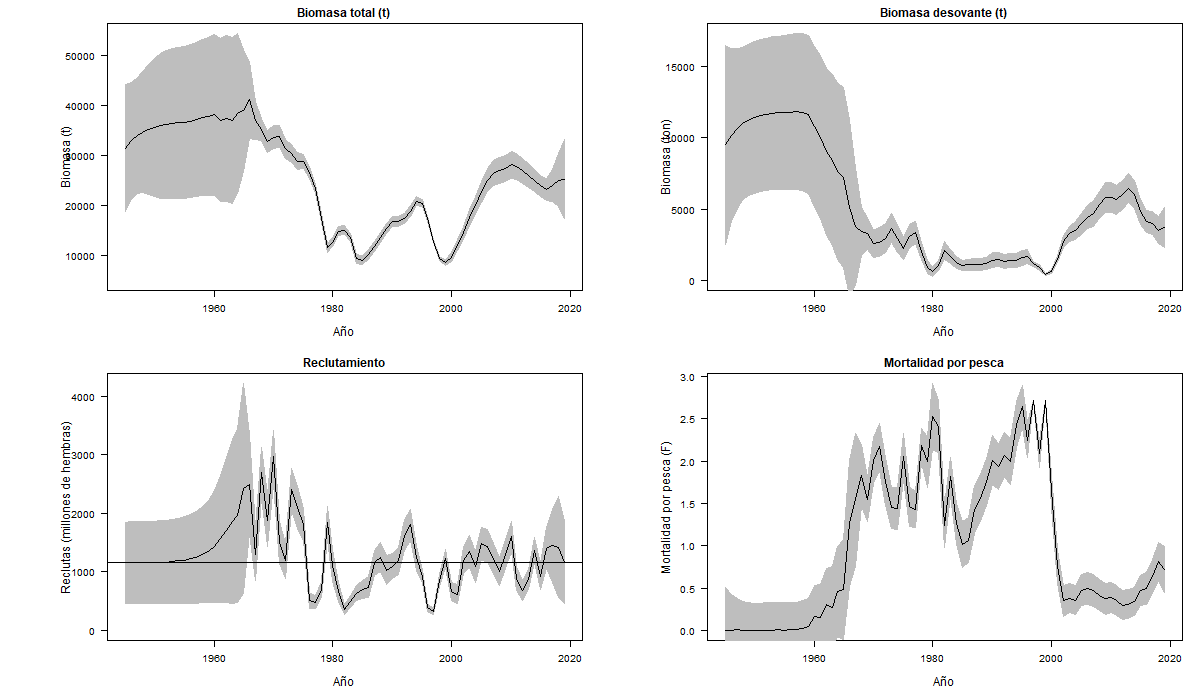 Biomasa total (t)
Biomasa (t)
50000
40000
30000
20000
10000
1960 1980 2000 2020
Año
Biomasa desovante (t)
Biomasa (ton)
15000
10000
5000
0
1960 1980 2000 2020
Año
Reclutamiento
Reclutas (millones de hembras)
4000
3000
2000
1000
0
1960 1980 2000 2020
Año
Mortalidad por pesca
Mortalidad por pesca (F)
3.0
2.5
2.0
1.5
1.0
0.5
0.0
1960 1980 2000 2020
Año